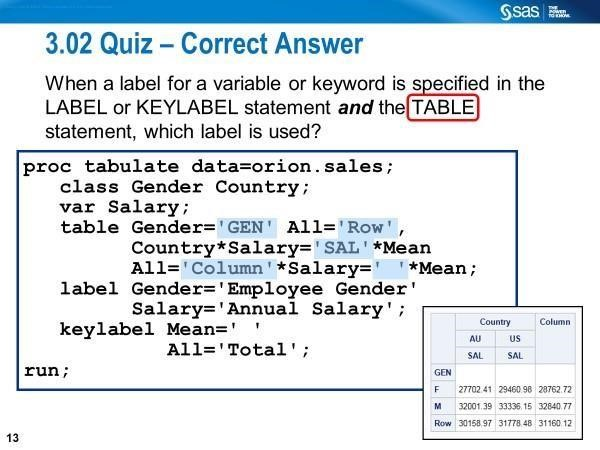 sas
THE
POWER
TO KNOW.
3.02 Quiz – Correct Answer
When a label for a variable or keyword is specified in the
LABEL or KEYLABEL statement and the TABLE
statement, which label is used?
proc tabulate data=orion.sales;
class Gender Country;
var Salary;
table Gender='GEN' All='Row',
Country*Salary='SAL'*Mean
All='Column'*Salary=' '*Mean;
label Gender='Employee Gender'
Salary='Annual Salary';
keylabel Mean=' '
All='Total';
run;
Country Column
AU US
SAL SAL
GEN
F 27702.41 29460.98 28762.72
M 32001.39 33336.15 32840.77
Row 30158.97 31778.48 31160.12
13